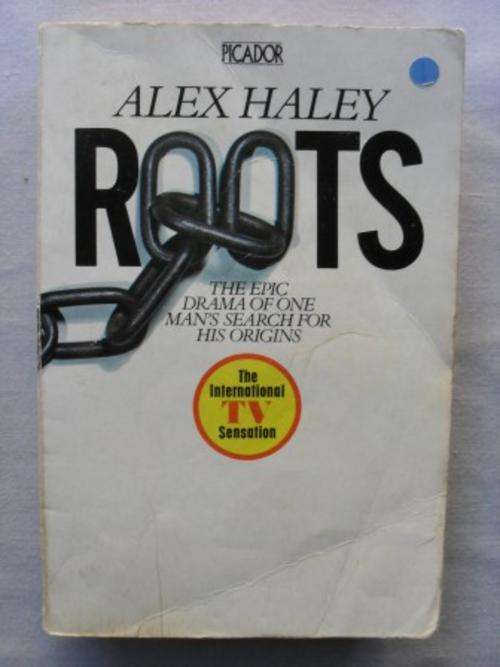 PICADOR
ALEX HALEY
ROOTS
THE EPIC
DRAMA OF ONE
MAN'S SEARCH FOR
HIS ORIGINS
The
International
TV
Sensation